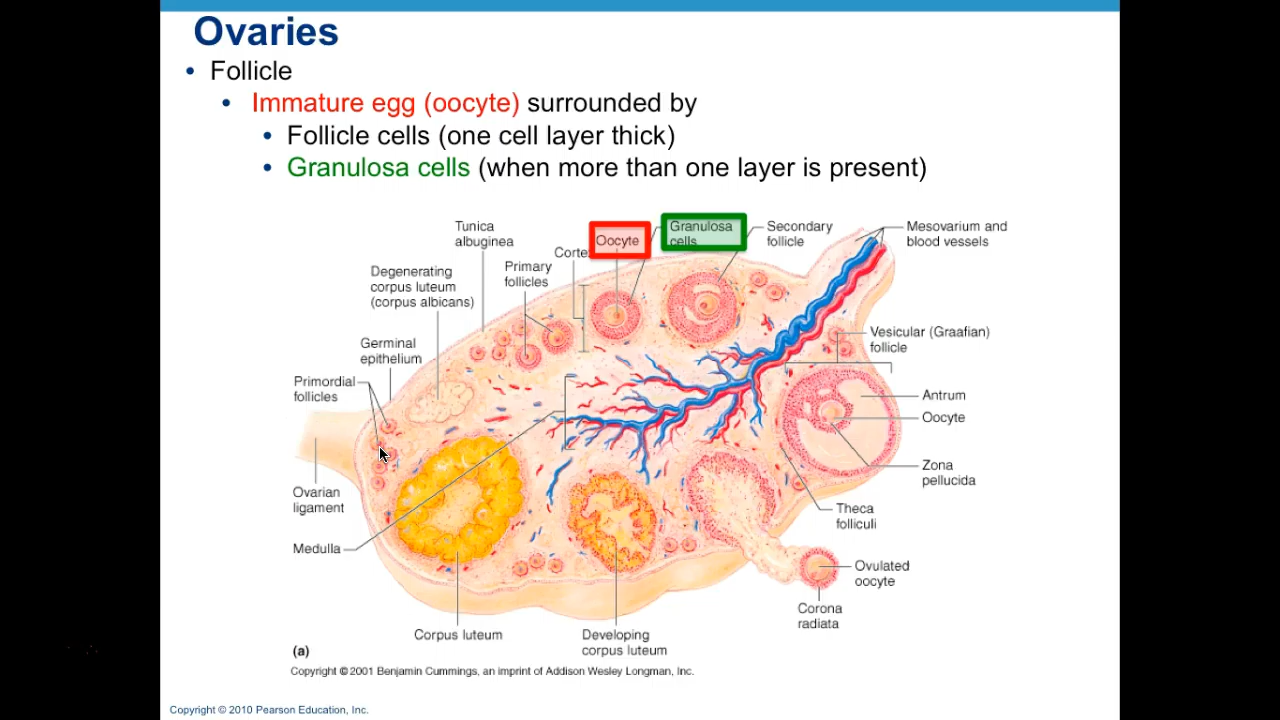 Ovaries
• Follicle
• Immature egg (oocyte) surrounded by
• Follicle cells (one cell layer thick)
• Granulosa cells (when more than one layer is present)
Tunica
albuginea
Oocyte
Granulosa
cells
Secondary
follicle
Mesovarium and
blood vessels
Corte
Primary
follicles
Degenerating
corpus luteum
(corpus albicans)
Germinal
epithelium
Primordial
follicles
Vesicular (Graafian)
follicle
Antrum
Oocyte
Zona
pellucida
Theca
folliculi
Ovarian
ligament
Medulla
Ovulated
oocyte
Corona
radiata
Corpus luteum
Developing
corpus luteum
(a)
Copyright © 2001 Benjamin Cummings, an imprint of Addison Wesley Longman, Inc.
Copyright © 2010 Pearson Education, Inc.